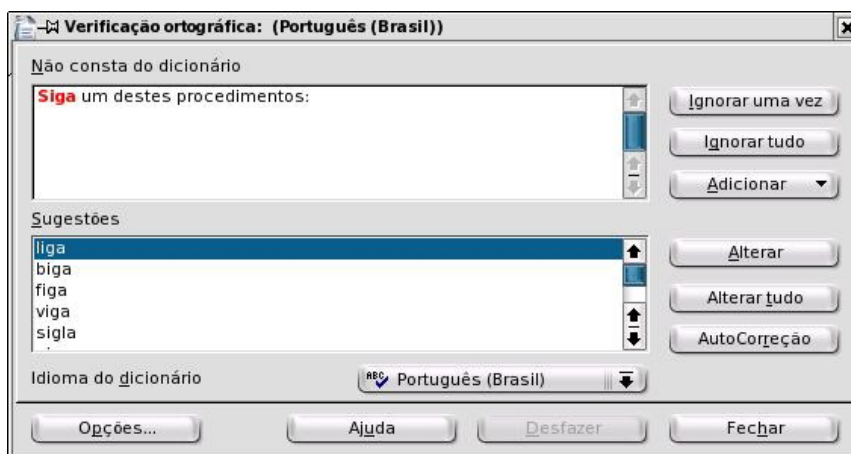 Verificação ortográfica: (Português (Brasil))
Não consta do dicionário
Siga um destes procedimentos:
Ignorar uma vez
Ignorar tudo
Adicionar
Sugestões
liga
biga
figa
viga
sigla
Alterar
Alterar tudo
AutoCorreção
Idioma do dicionário
ABC Português (Brasil)
Opções...
Ajuda
Desfazer
Fechar